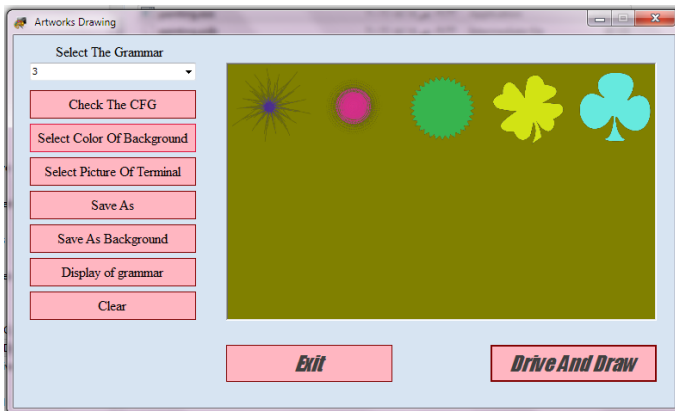 Artworks Drawing
Select The Grammar
3
Check The CFG
Select Color Of Background
Select Picture Of Terminal
Save As
Save As Background
Display of grammar
Clear
Exit
Drive And Draw